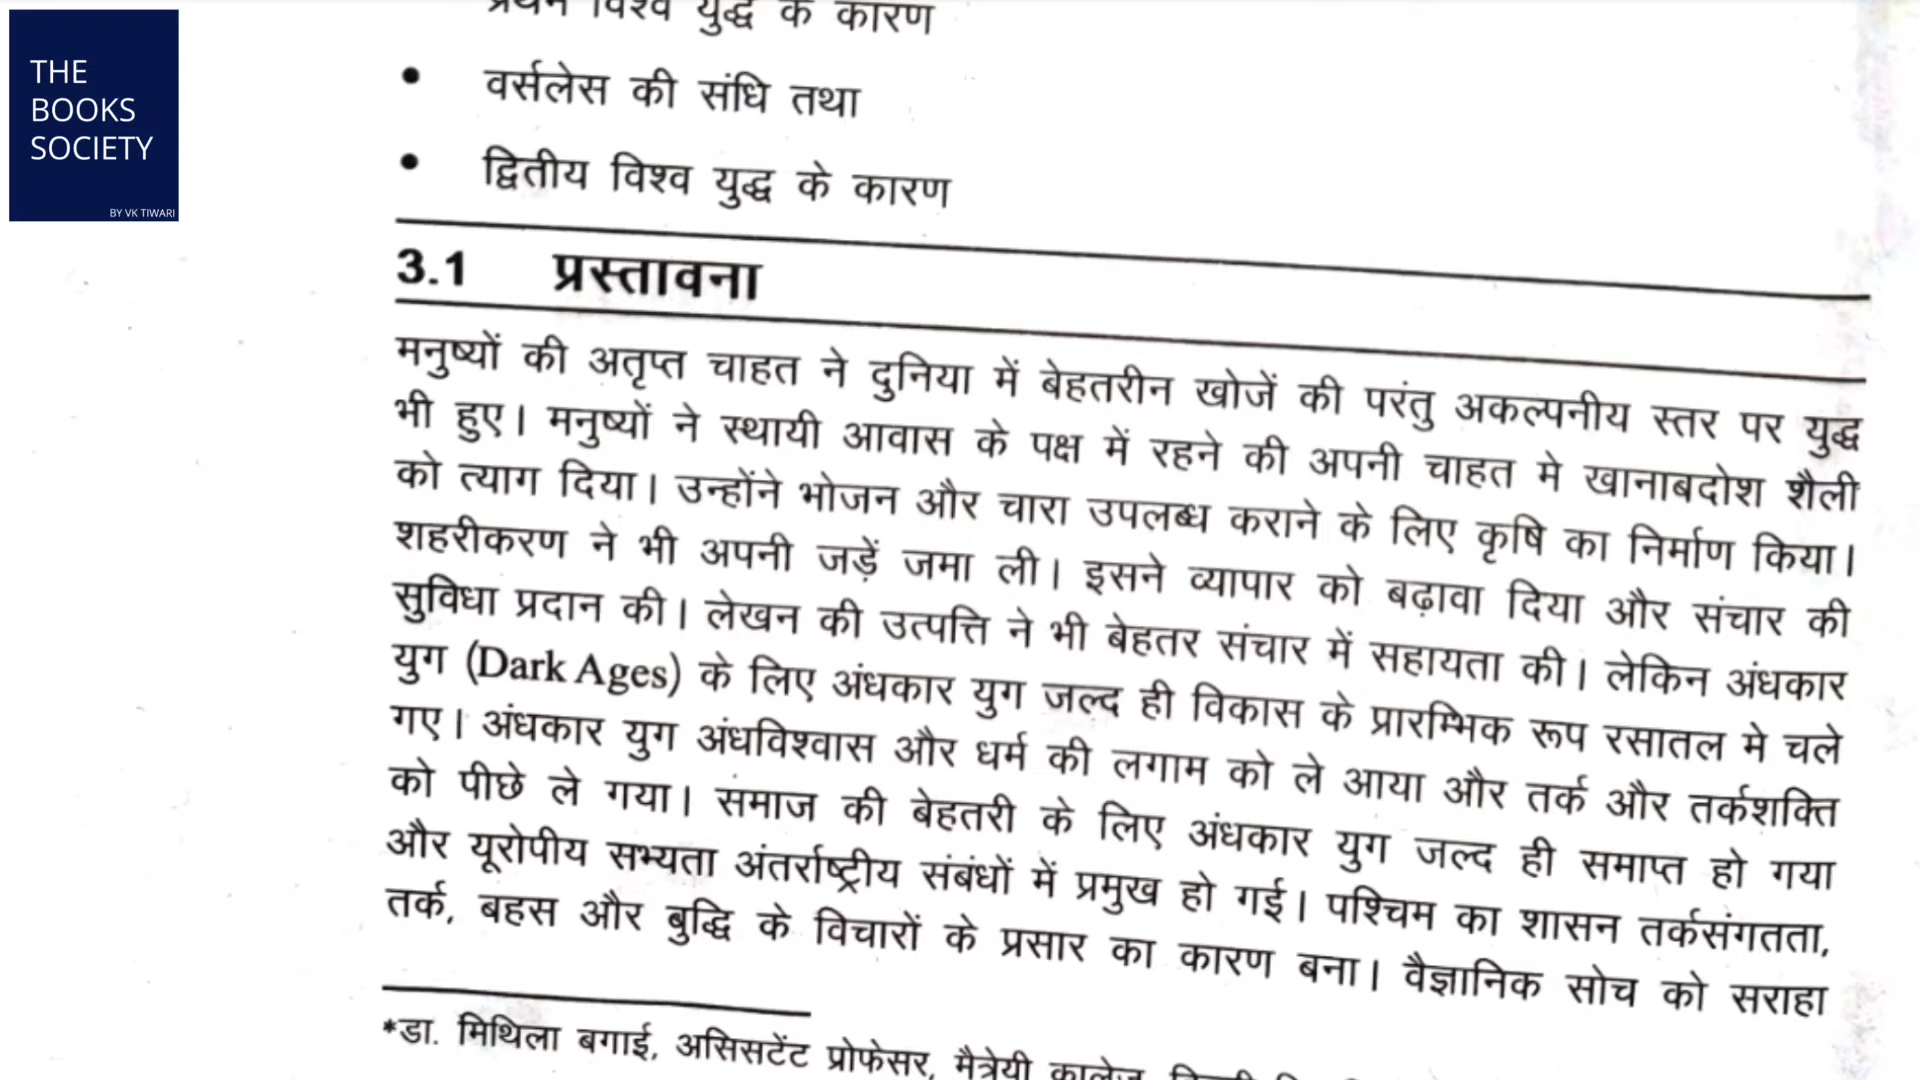 THE
BOOKS
SOCIETY
BY VK TIWARI
प्रथम विश्व युद्ध के कारण
• वर्सलेस की संधि तथा
• द्वितीय विश्व युद्ध के कारण
3.1 प्रस्तावना
मनुष्यों की अतृप्त चाहत ने दुनिया में बेहतरीन खोजें की परंतु अकल्पनीय स्तर पर युद्ध
भी हुए। मनुष्यों ने स्थायी आवास के पक्ष में रहने की अपनी चाहत मे खानाबदोश शैली
को त्याग दिया। उन्होंने भोजन और चारा उपलब्ध कराने के लिए कृषि का निर्माण किया।
शहरीकरण ने भी अपनी जड़ें जमा ली। इसने व्यापार को बढ़ावा दिया और संचार की
सुविधा प्रदान की। लेखन की उत्पत्ति ने भी बेहतर संचार में सहायता की। लेकिन अंधकार
युग (Dark Ages) के लिए अंधकार युग जल्द ही विकास के प्रारम्भिक रूप रसातल मे चले
गए। अंधकार युग अंधविश्वास और धर्म की लगाम को ले आया और तर्क और तर्कशक्ति
को पीछे ले गया। समाज की बेहतरी के लिए अंधकार युग जल्द ही समाप्त हो गया
और यूरोपीय सभ्यता अंतर्राष्ट्रीय संबंधों में प्रमुख हो गई। पश्चिम का शासन तर्कसंगतता,
तर्क, बहस और बुद्धि के विचारों के प्रसार का कारण बना। वैज्ञानिक सोच को सराहा
*डा. मिथिला बगाई, असिसटेंट प्रोफेसर, मैत्रेयी कालेज,